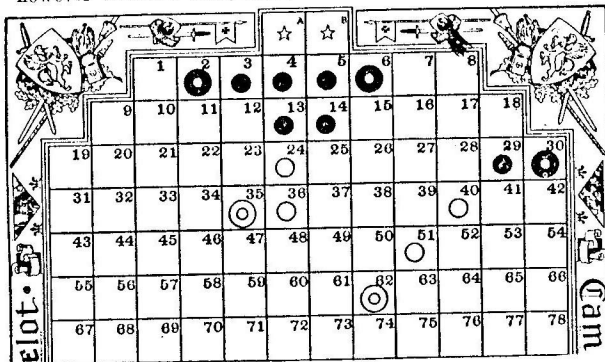 However
A B
1 2 3 4 5 6 7 8
9 10 11 12 13 14 15 16 17 18
19 20 21 22 23 24 25 26 27 28 29 30
31 32 33 34 35 36 37 38 39 40 41 42
43 44 45 46 47 48 49 50 51 52 53 54
55 56 57 58 59 60 61 62 63 64 65 66
67 68 69 70 71 72 73 74 75 76 77 78
elot
Cam